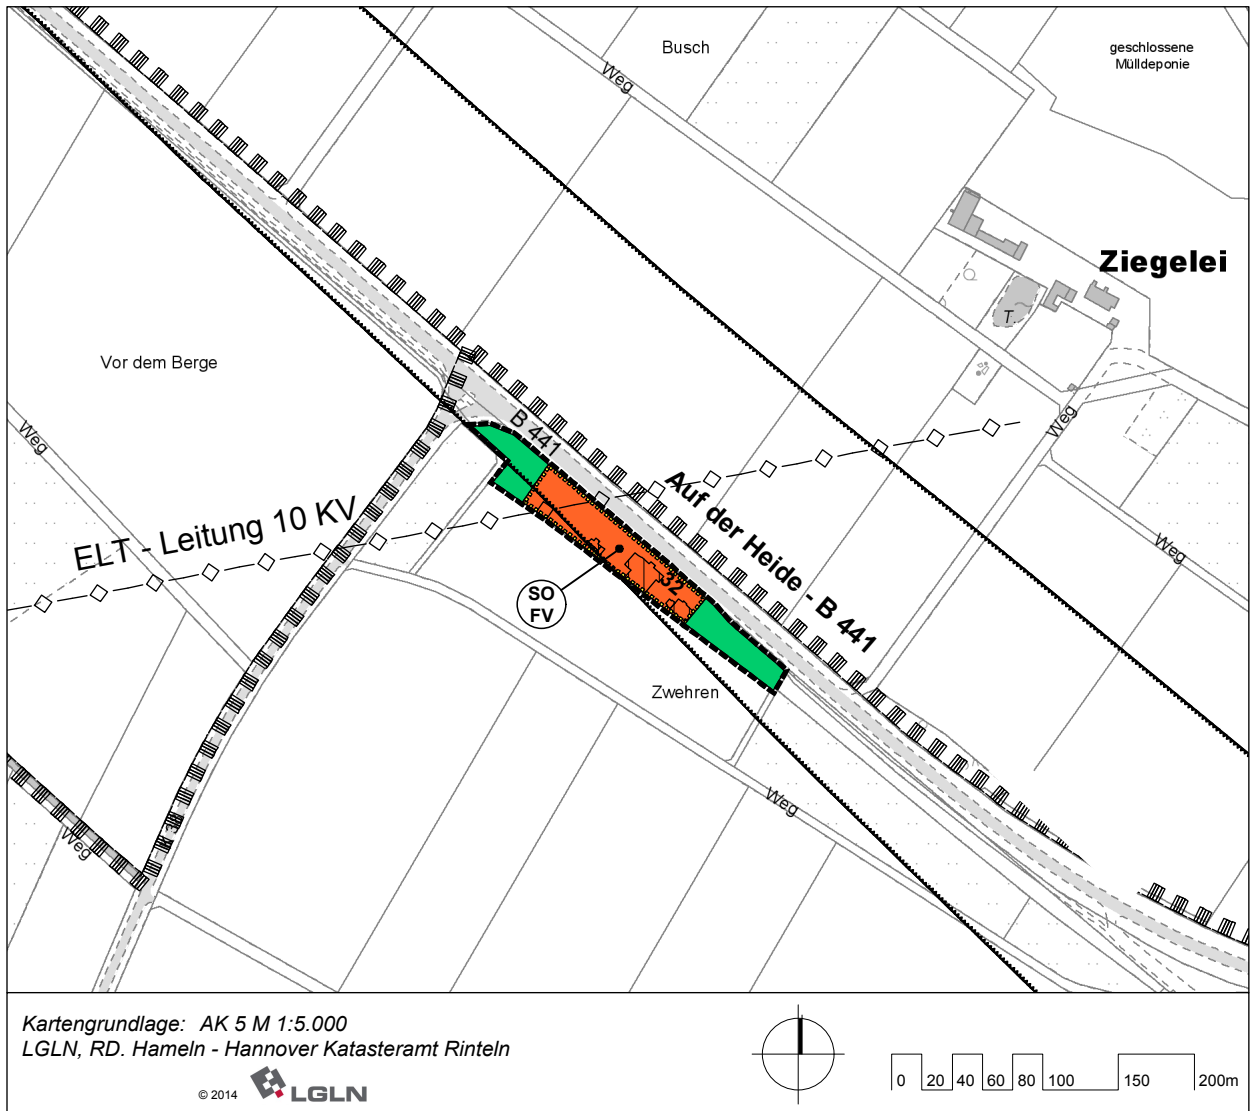 Busch
geschlossene
Mülldeponie
Weg
Ziegelei
T.
Vor dem Berge
B 441
Weg
Weg
Auf der Heide - B 441
ELT - Leitung 10 KV
Weg
32
SO
FV
Zwehren
Weg
Weg
Kartengrundlage: AK 5 M 1:5.000
LGLN, RD. Hameln - Hannover Katasteramt Rinteln
© 2014 LGLN
0 20 40 60 80 100 150 200m